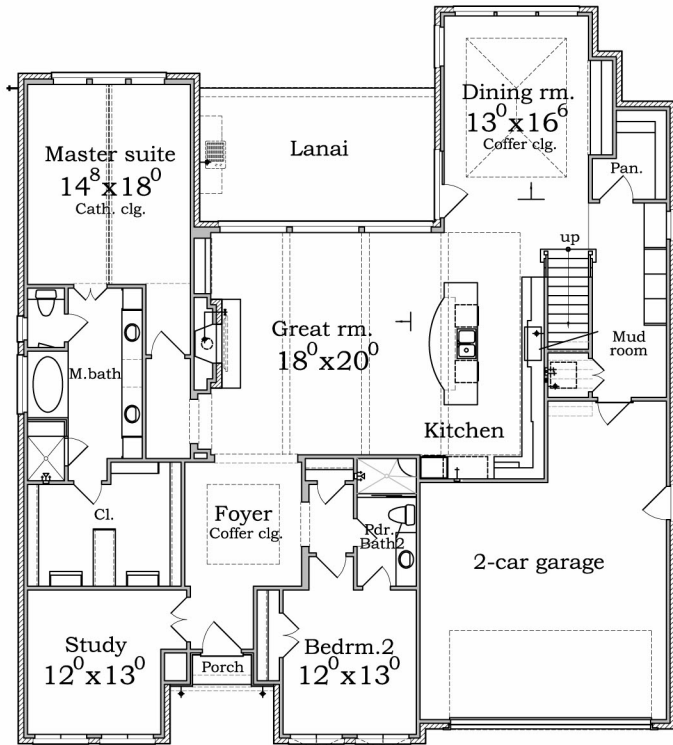 Dining rm.
13⁰x16⁶
Coffer clg.
Master suite
14⁸x18⁰
Cath. clg.
Lanai
Pan.
up
Great rm.
18⁰x20⁰
Mud
room
M.bath
Kitchen
Cl.
Foyer
Coffer clg.
Pdr.
Bath2
2-car garage
Study
12⁰x13⁰
Porch
Bedrm.2
12⁰x13⁰